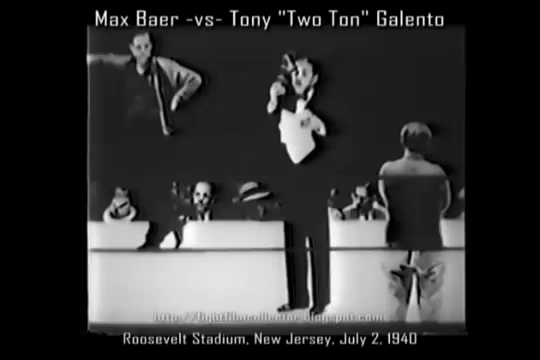 Max Baer -vs- Tony "Two Ton" Galento
http://fightfilmcollector.blogspot.com
Roosevelt Stadium, New Jersey, July 2, 1940